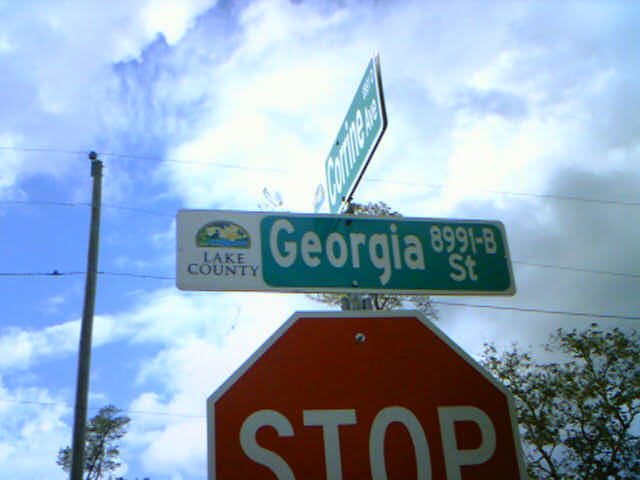 Corrine Ave
LAKE COUNTY
Georgia St
8991-B
STOP